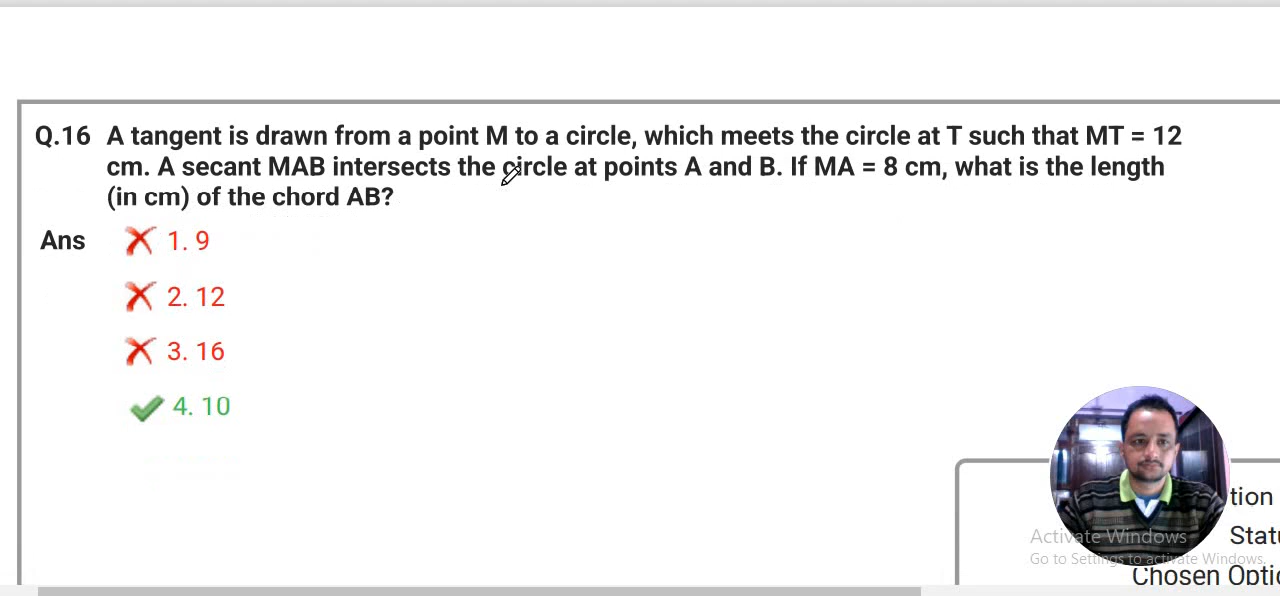 Q.16 A tangent is drawn from a point M to a circle, which meets the circle at T such that MT = 12
cm. A secant MAB intersects the circle at points A and B. If MA = 8 cm, what is the length
(in cm) of the chord AB?
Ans 1. 9
2. 12
3. 16
4. 10
tion
Activate Windows
Stat
Go to Settings to activate Windows.
Chosen Optic